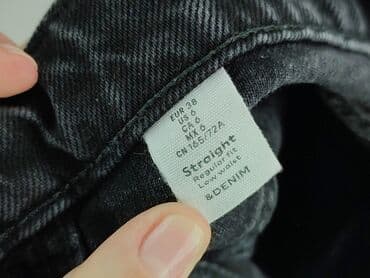 EUR 38
US 6
CA 6
MX 6
CN 165/72A
Straight
Regular fit
Low waist
&DENIM